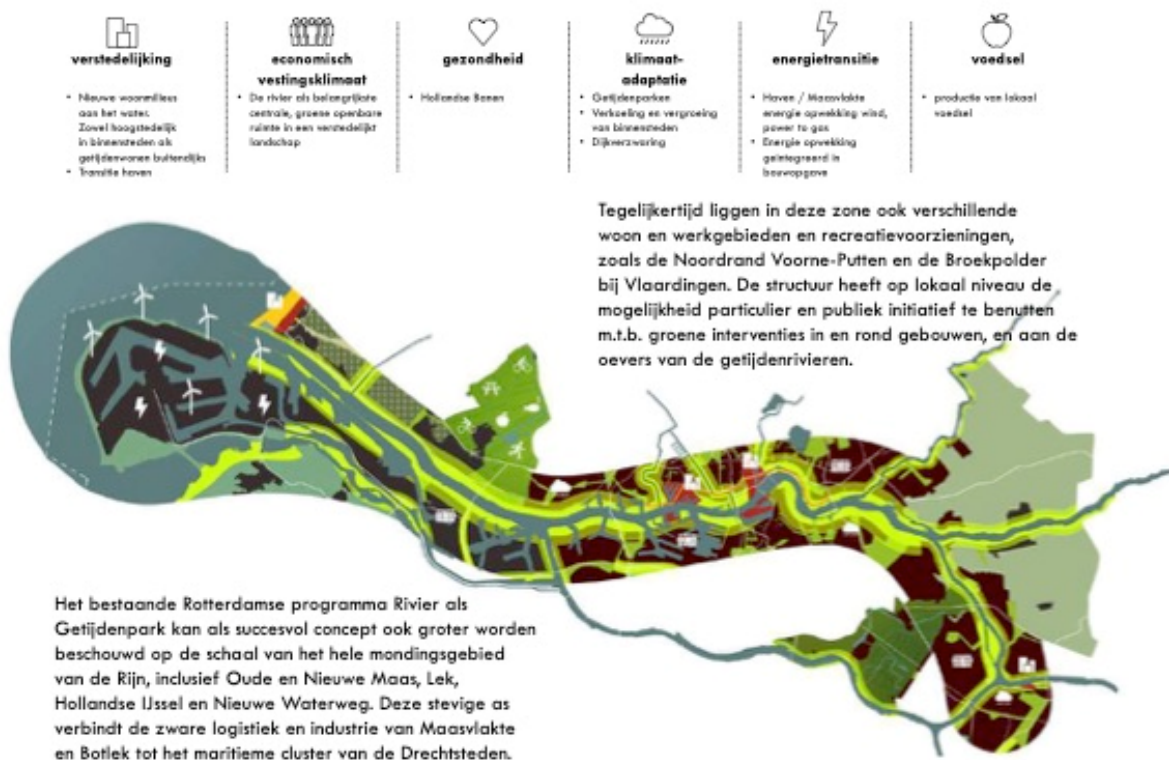 verstedelijking
• Nieuwe woonmilieus
aan het water.
Zowel hoogstedelijk
in binnensteden als
getijdenwonen buitendijks
• Transitie haven
economisch
vestingsklimaat
• De rivier als belangrijkste
centrale, groene openbare
ruimte in een verstedelijkt
landschap
gezondheid
• Hollandse Banen
klimaat-
adaptatie
• Getijdenparken
• Verkoeling en vergroeing
van binnensteden
• Dijkverzwaring
energietransitie
• Haven / Maasvlakte
energie opwekking wind,
power to gas
• Energie opwekking
geïntegreerd in
bouwopgave
voedsel
• productie van lokaal
voedsel
Tegelijkertijd liggen in deze zone ook verschillende
woon en werkgebieden en recreatievoorzieningen,
zoals de Noordrand Voorne-Putten en de Broekpolder
bij Vlaardingen. De structuur heeft op lokaal niveau de
mogelijkheid particulier en publiek initiatief te benutten
m.t.b. groene interventies in en rond gebouwen, en aan de
oevers van de getijdenrivieren.
Het bestaande Rotterdamse programma Rivier als
Getijdenpark kan als succesvol concept ook groter worden
beschouwd op de schaal van het hele mondingsgebied
van de Rijn, inclusief Oude en Nieuwe Maas, Lek,
Hollandse IJssel en Nieuwe Waterweg. Deze stevige as
verbindt de zware logistiek en industrie van Maasvlakte
en Botlek tot het maritieme cluster van de Drechtsteden.